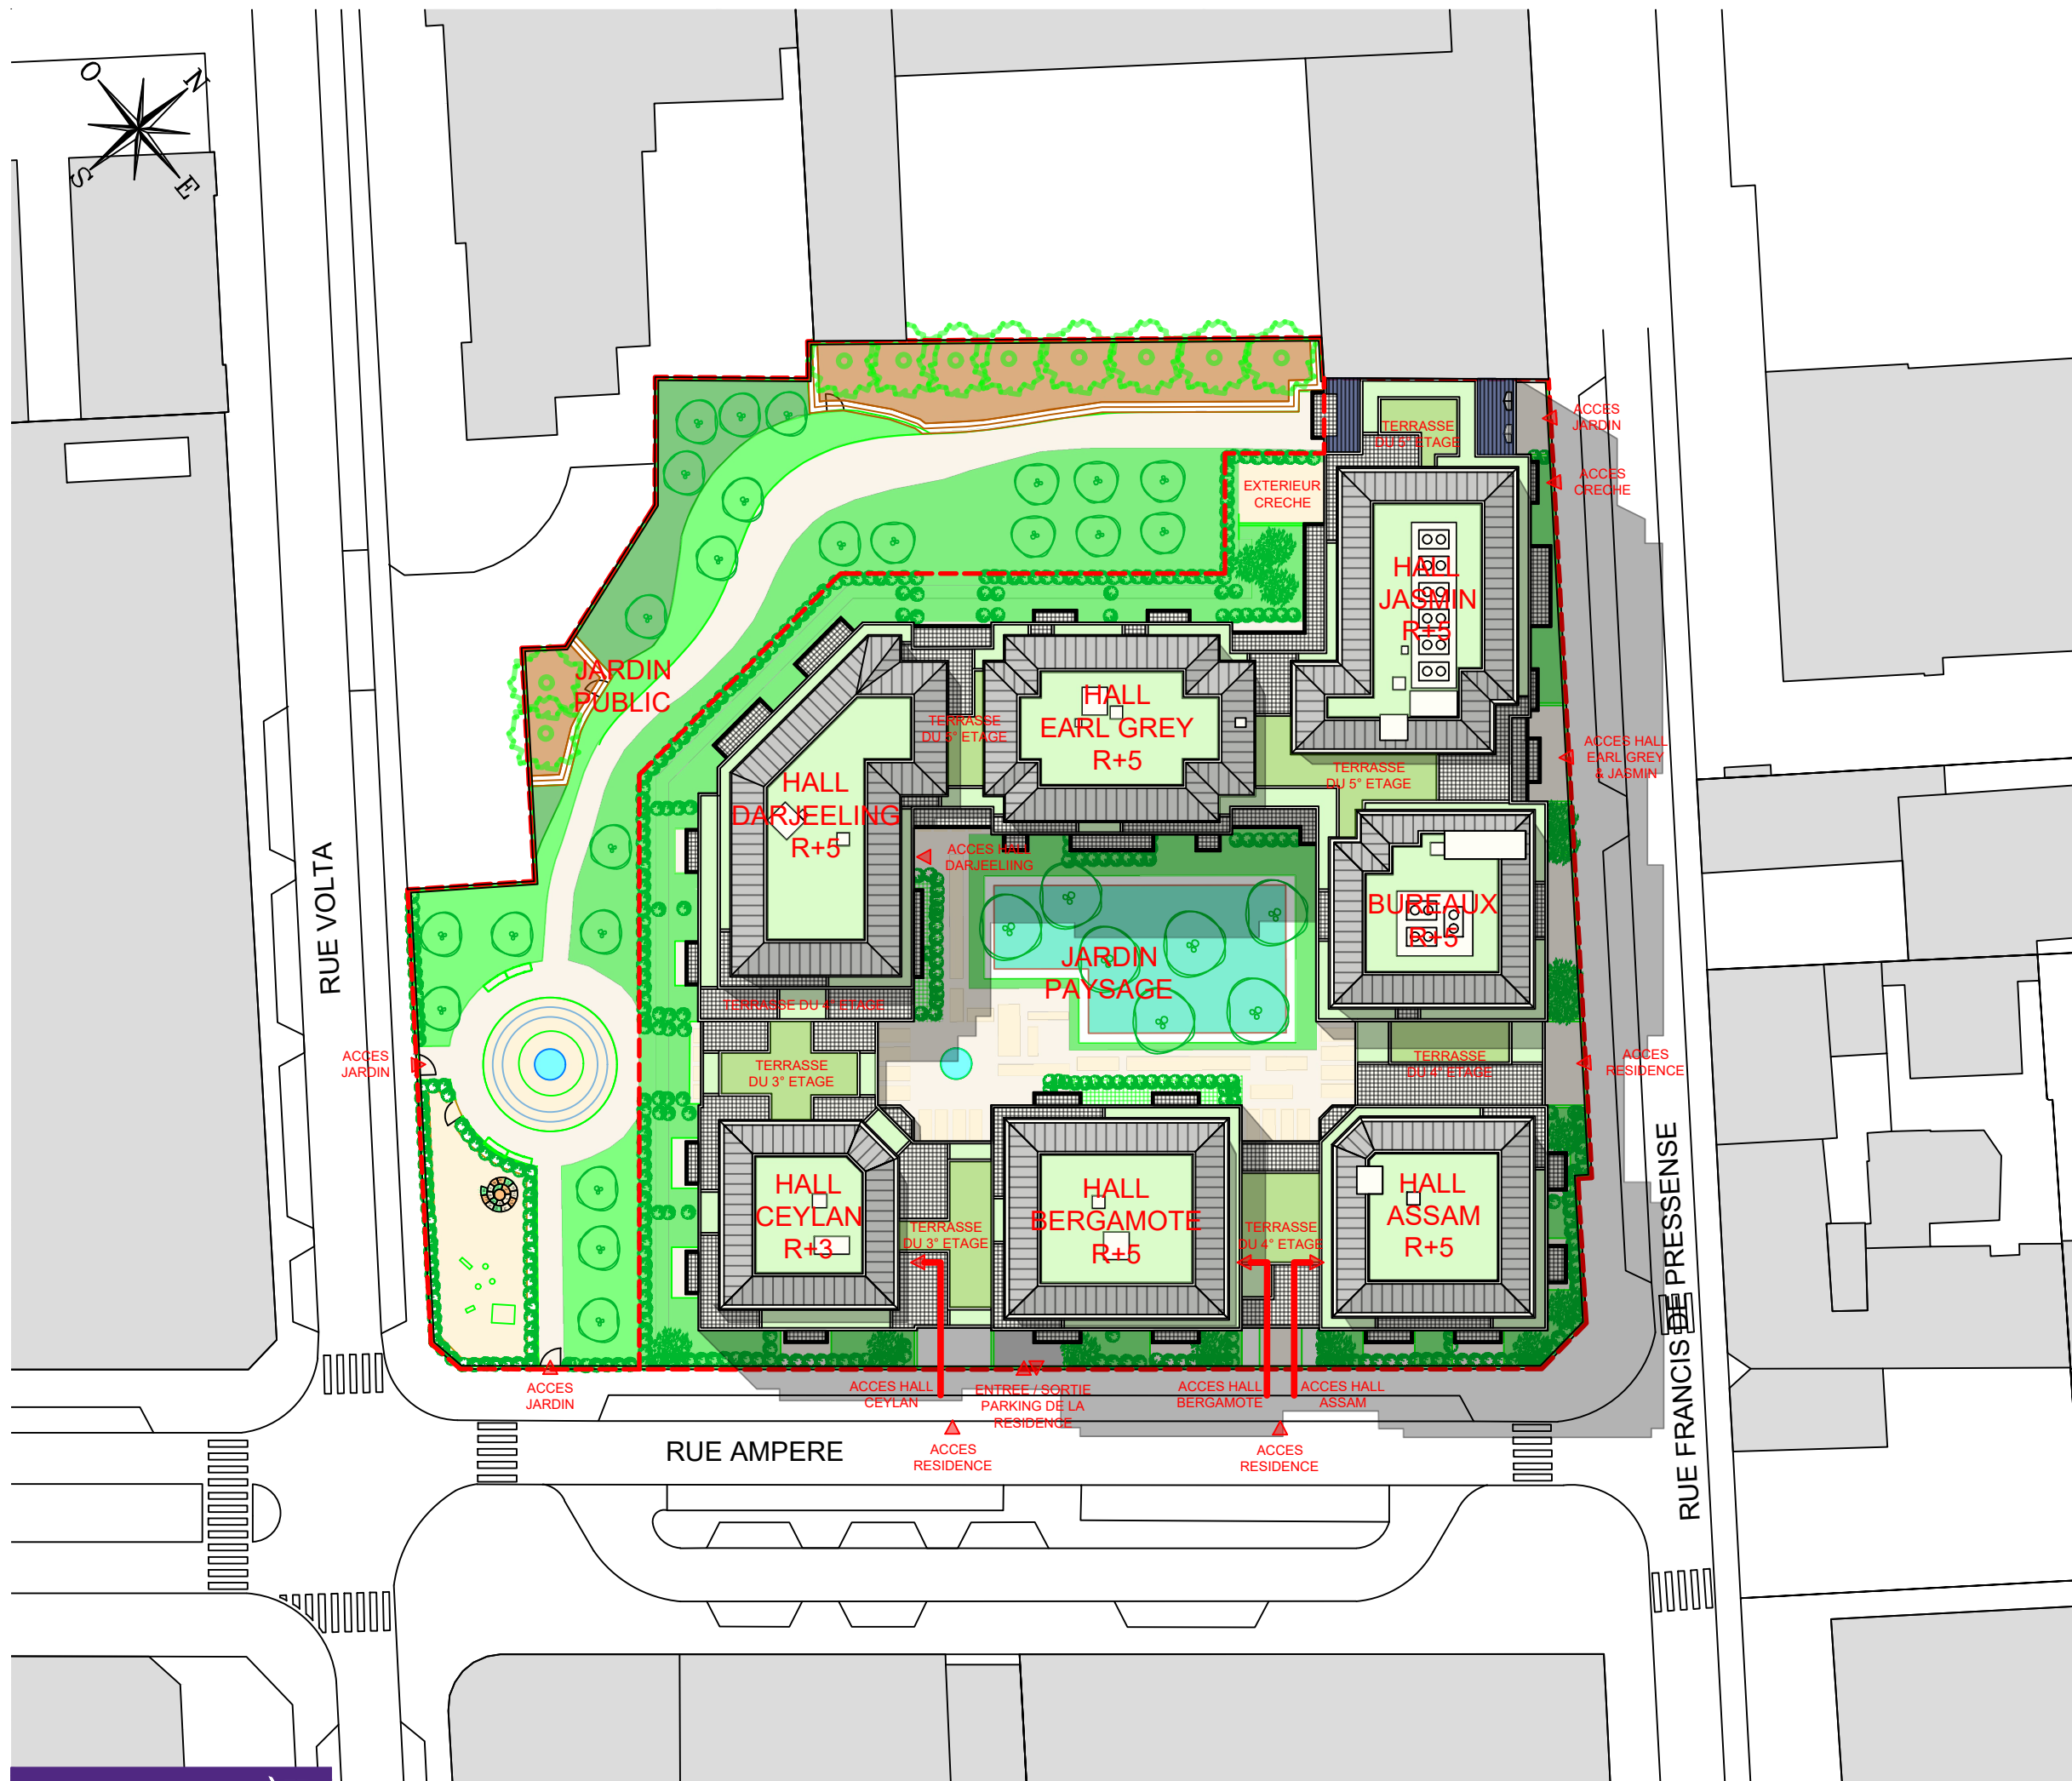 O
N
S
E
ACCES
JARDIN
TERRASSE
DU 5° ETAGE
ACCES
CRECHE
EXTERIEUR
CRECHE
HALL
JASMIN
R+5
JARDIN
PUBLIC
HALL
EARL GREY
R+5
TERRASSE
DU 5° ETAGE
ACCES HALL
EARL GREY
& JASMIN
TERRASSE
DU 5° ETAGE
HALL
DARJEELING
R+5
ACCES HALL
DARJEELIING
BUREAUX
R+5
RUE VOLTA
JARDIN
PAYSAGE
TERRASSE DU 4° ETAGE
ACCES
JARDIN
TERRASSE
DU 3° ETAGE
TERRASSE
DU 4° ETAGE
ACCES
RESIDENCE
HALL
CEYLAN
R+3
TERRASSE
DU 3° ETAGE
HALL
BERGAMOTE
R+5
TERRASSE
DU 4° ETAGE
HALL
ASSAM
R+5
RUE FRANCIS DE PRESSENSE
ACCES
JARDIN
ACCES HALL
CEYLAN
ENTREE / SORTIE
PARKING DE LA
RESIDENCE
ACCES HALL
BERGAMOTE
ACCES HALL
ASSAM
RUE AMPERE
ACCES
RESIDENCE
ACCES
RESIDENCE